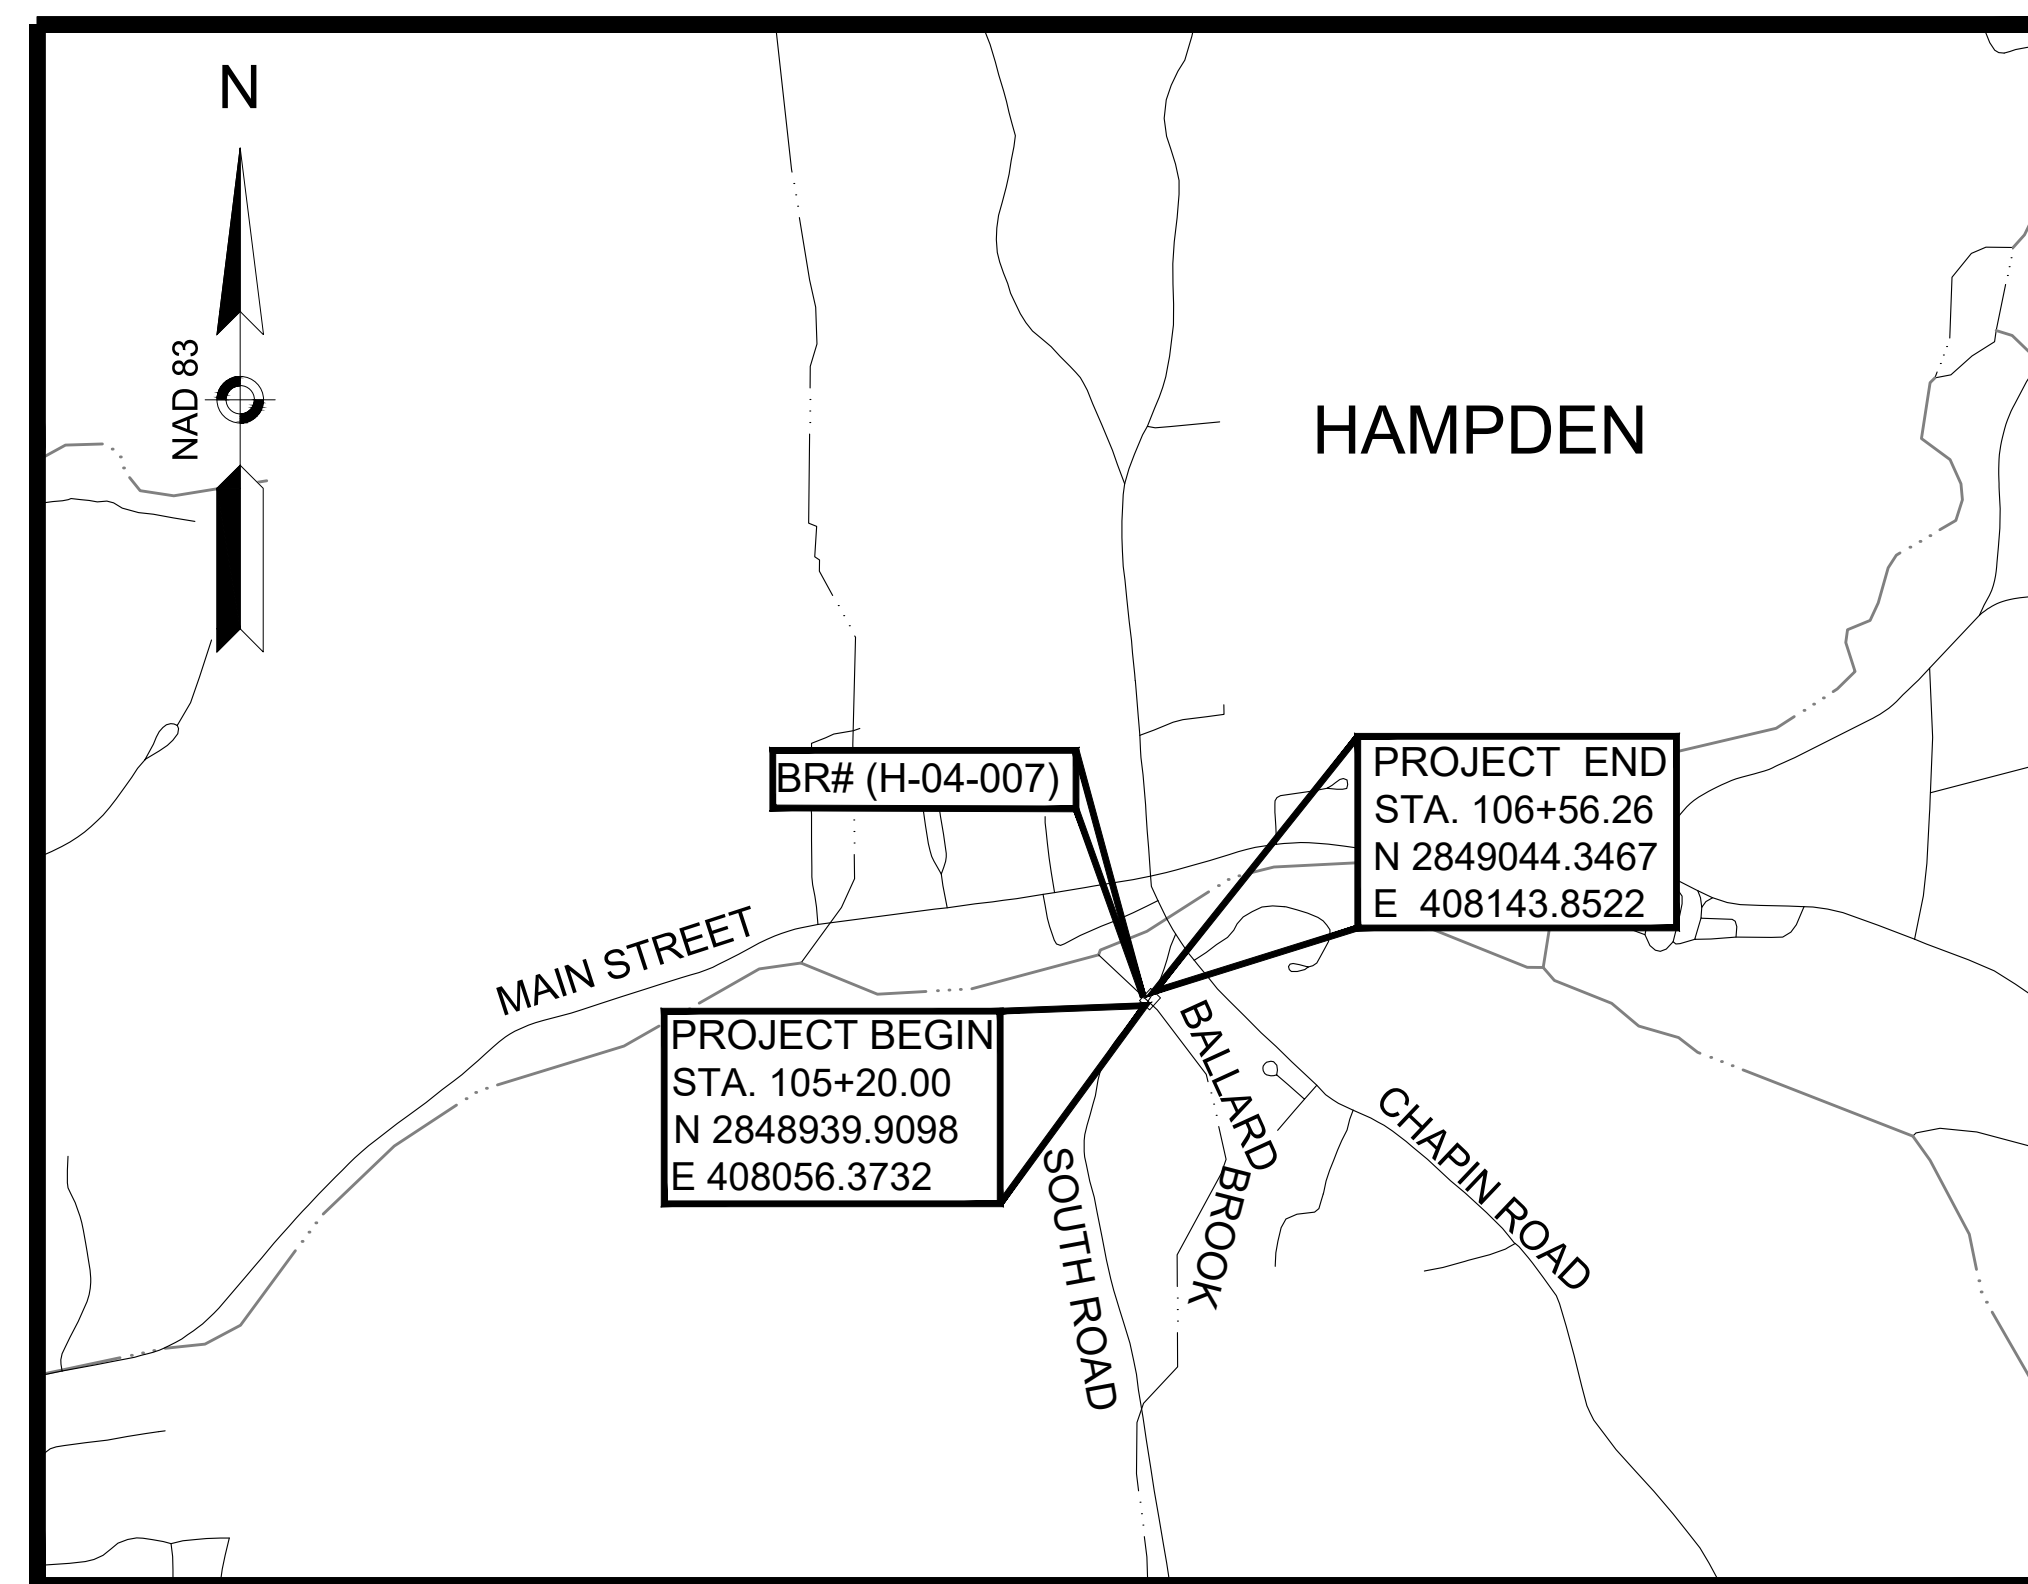 N
NAD 83
HAMPDEN
BR# (H-04-007)
PROJECT END
STA. 106+56.26
N 2849044.3467
E 408143.8522
MAIN STREET
PROJECT BEGIN
STA. 105+20.00
N 2848939.9098
E 408056.3732
BALLARD BROOK
CHAPIN ROAD
SOUTH ROAD